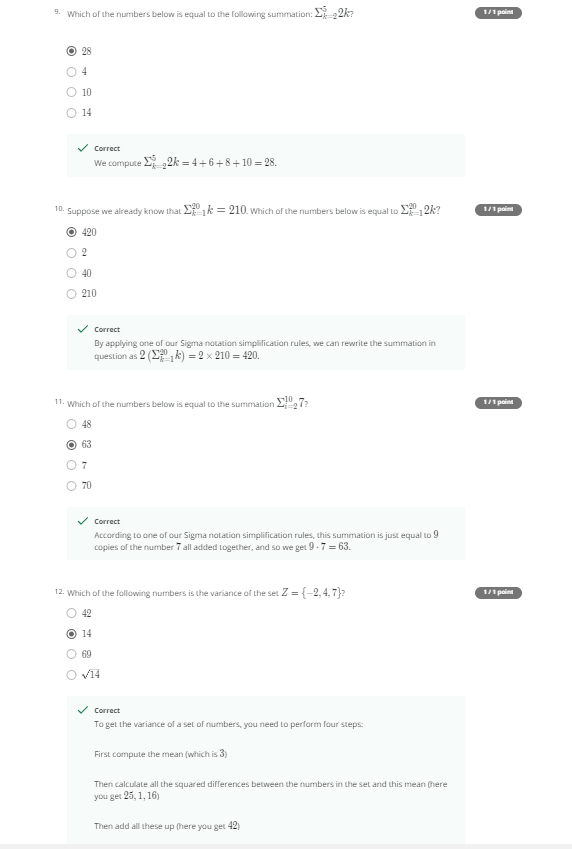 9. Which of the numbers below is equal to the following summation: Σ_{k=2}^{5} 2k?
1 / 1 point
28
4
10
14
Correct
We compute Σ_{k=2}^{5} 2k = 4 + 6 + 8 + 10 = 28.
10. Suppose we already know that Σ_{k=1}^{20} k = 210. Which of the numbers below is equal to Σ_{k=1}^{20} 2k?
1 / 1 point
420
2
40
210
Correct
By applying one of our Sigma notation simplification rules, we can rewrite the summation in
question as 2 (Σ_{k=1}^{20} k) = 2 × 210 = 420.
11. Which of the numbers below is equal to the summation Σ_{i=2}^{10} 7?
1 / 1 point
48
63
7
70
Correct
According to one of our Sigma notation simplification rules, this summation is just equal to 9
copies of the number 7 all added together, and so we get 9 · 7 = 63.
12. Which of the following numbers is the variance of the set Z = {−2, 4, 7}?
1 / 1 point
42
14
69
√14
Correct
To get the variance of a set of numbers, you need to perform four steps:
First compute the mean (which is 3)
Then calculate all the squared differences between the numbers in the set and this mean (here
you get 25, 1, 16)
Then add all these up (here you get 42)